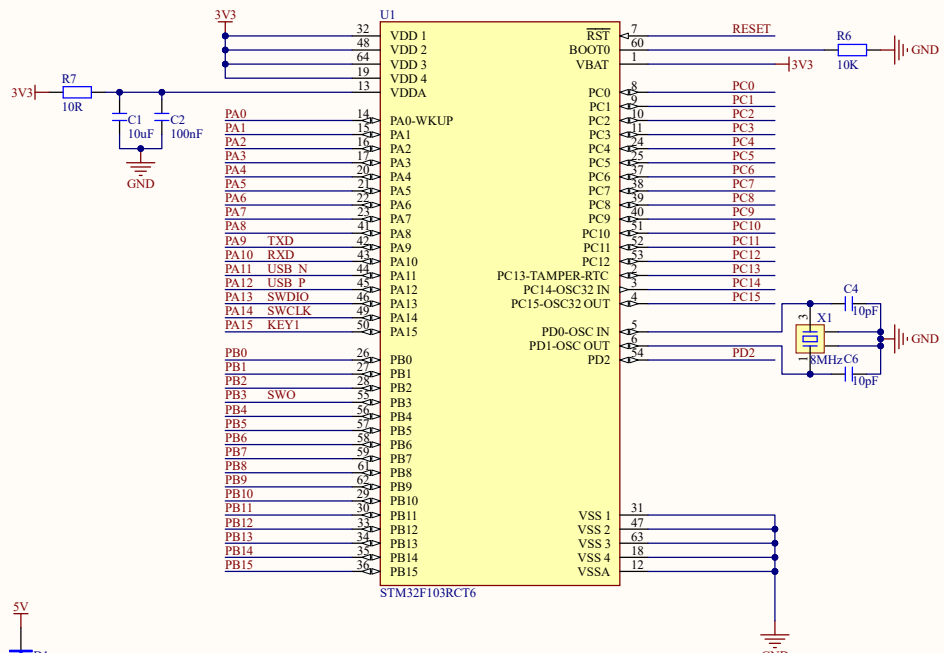 3V3 U1
32 VDD 1 RST 7 RESET
48 VDD 2 BOOT0 60 R6 GND
64 VDD 3 VBAT 1 3V3 10K
19 VDD 4
3V3 R7 13 VDDA PC0 8 PC0
10R PC1 9 PC1
C1 C2 PA0 14 PA0-WKUP PC2 10 PC2
10uF 100nF PA1 15 PA1 PC3 11 PC3
PA2 16 PA2 PC4 24 PC4
PA3 17 PA3 PC5 25 PC5
GND PA4 20 PA4 PC6 37 PC6
PA5 21 PA5 PC7 38 PC7
PA6 22 PA6 PC8 39 PC8
PA7 23 PA7 PC9 40 PC9
PA8 41 PA8 PC10 51 PC10
PA9 TXD 42 PA9 PC11 52 PC11
PA10 RXD 43 PA10 PC12 53 PC12
PA11 USB N 44 PA11 PC13-TAMPER-RTC 2 PC13
PA12 USB P 45 PA12 PC14-OSC32 IN 3 PC14
PA13 SWDIO 46 PA13 PC15-OSC32 OUT 4 PC15 C4
PA14 SWCLK 49 PA14 10pF
PA15 KEY1 50 PA15 PD0-OSC IN 5 3 X1
PD1-OSC OUT 6 GND
PB0 26 PB0 PD2 54 PD2 1 8MHz C6
PB1 27 PB1 10pF
PB2 28 PB2
PB3 SWO 55 PB3
PB4 56 PB4
PB5 57 PB5
PB6 58 PB6
PB7 59 PB7
PB8 61 PB8
PB9 62 PB9
PB10 29 PB10
PB11 30 PB11 VSS 1 31
PB12 33 PB12 VSS 2 47
PB13 34 PB13 VSS 3 63
PB14 35 PB14 VSS 4 18
PB15 36 PB15 VSSA 12
STM32F103RCT6
5V